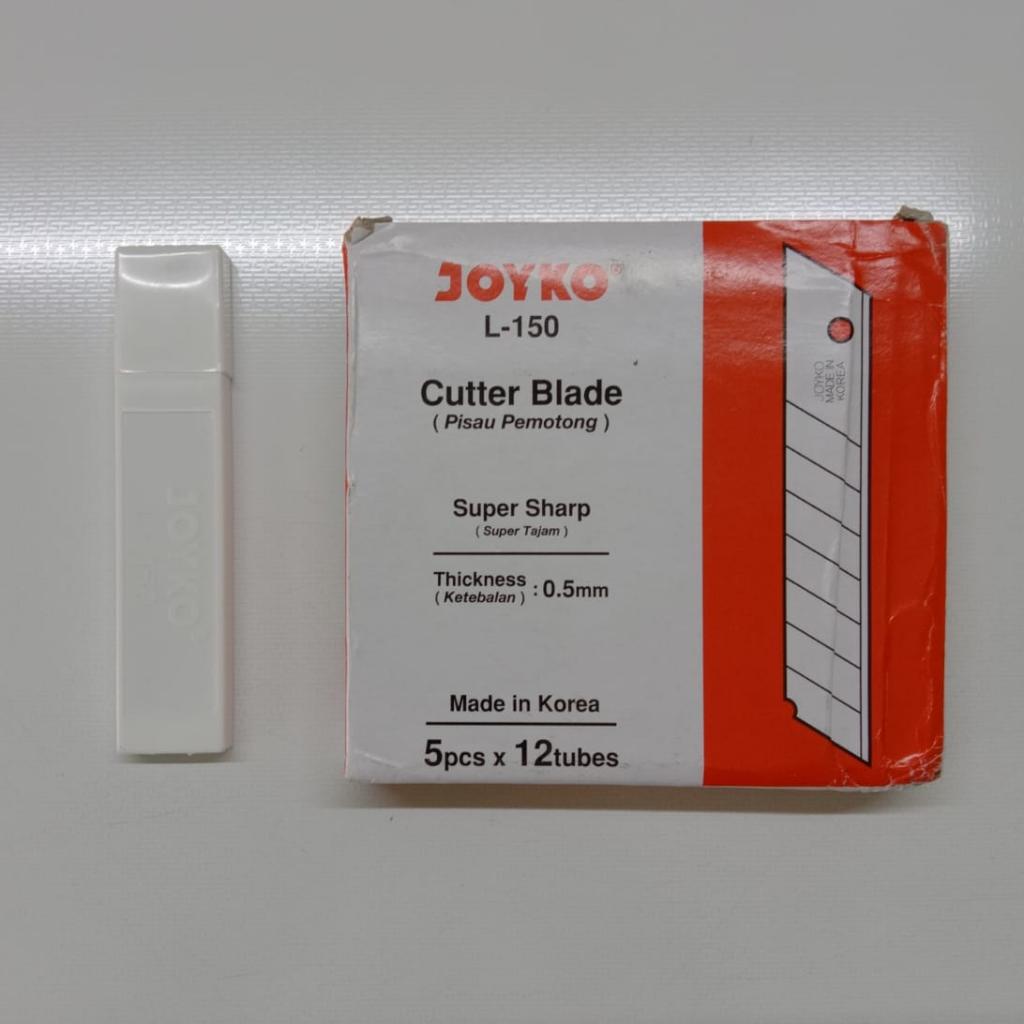 JOYKO
JOYKO®
L-150
Cutter Blade
( Pisau Pemotong )
Super Sharp
( Super Tajam )
Thickness : 0.5mm
( Ketebalan )
Made in Korea
5pcs x 12tubes
JOYKO
MADE IN
KOREA